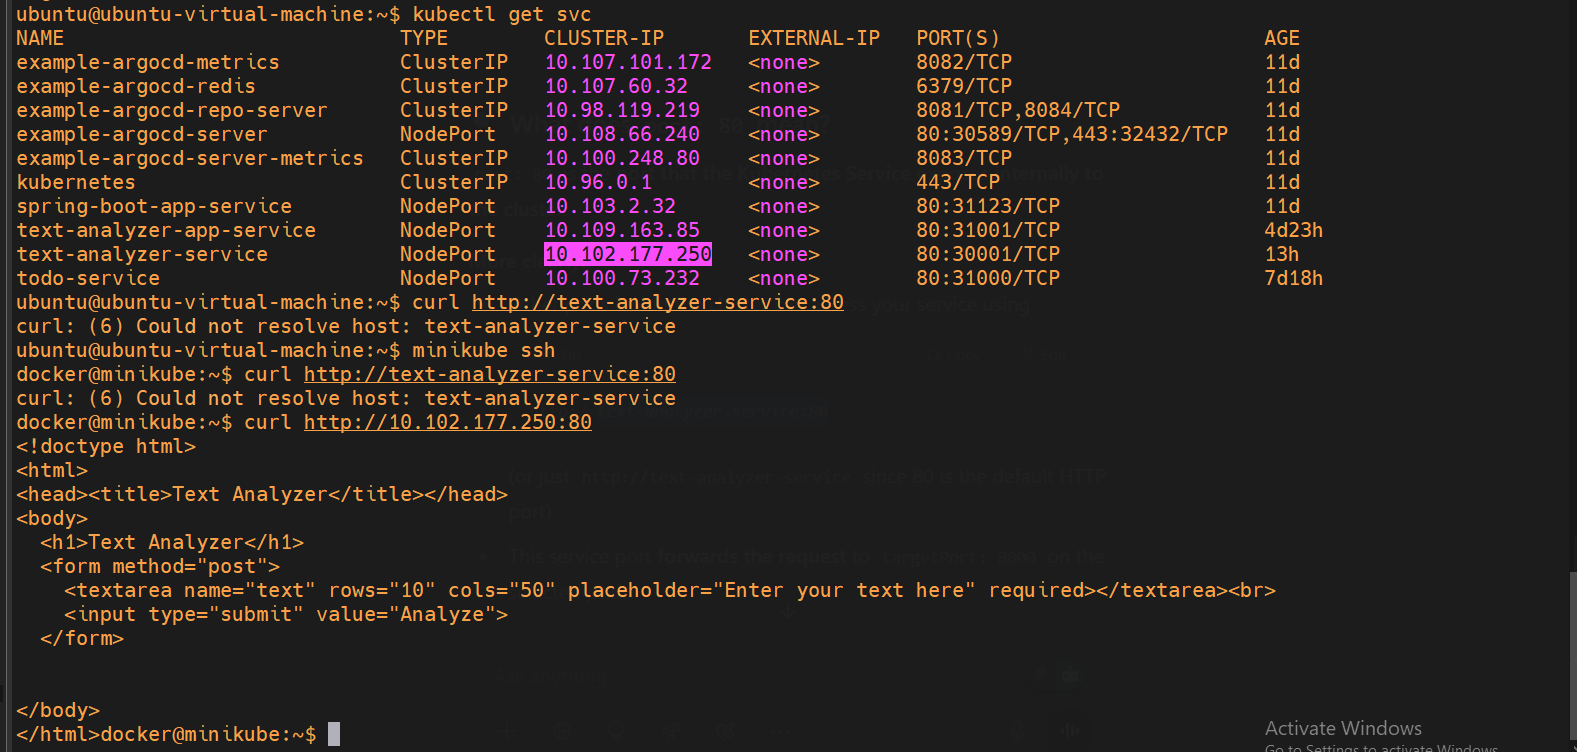 ubuntu@ubuntu-virtual-machine:~$ kubectl get svc
NAME TYPE CLUSTER-IP EXTERNAL-IP PORT(S) AGE
example-argocd-metrics ClusterIP 10.107.101.172 <none> 8082/TCP 11d
example-argocd-redis ClusterIP 10.107.60.32 <none> 6379/TCP 11d
example-argocd-repo-server ClusterIP 10.98.119.219 <none> 8081/TCP,8084/TCP 11d
example-argocd-server NodePort 10.108.66.240 <none> 80:30589/TCP,443:32432/TCP 11d
example-argocd-server-metrics ClusterIP 10.100.248.80 <none> 8083/TCP 11d
kubernetes ClusterIP 10.96.0.1 <none> 443/TCP 11d
spring-boot-app-service NodePort 10.103.2.32 <none> 80:31123/TCP 11d
text-analyzer-app-service NodePort 10.109.163.85 <none> 80:31001/TCP 4d23h
text-analyzer-service NodePort 10.102.177.250 <none> 80:30001/TCP 13h
todo-service NodePort 10.100.73.232 <none> 80:31000/TCP 7d18h
ubuntu@ubuntu-virtual-machine:~$ curl http://text-analyzer-service:80
curl: (6) Could not resolve host: text-analyzer-service
ubuntu@ubuntu-virtual-machine:~$ minikube ssh
docker@minikube:~$ curl http://text-analyzer-service:80
curl: (6) Could not resolve host: text-analyzer-service
docker@minikube:~$ curl http://10.102.177.250:80
<!doctype html>
<html>
<head><title>Text Analyzer</title></head>
<body>
<h1>Text Analyzer</h1>
<form method="post">
<textarea name="text" rows="10" cols="50" placeholder="Enter your text here" required></textarea><br>
<input type="submit" value="Analyze">
</form>
</body>
</html>docker@minikube:~$
Activate Windows
Go to Settings to activate Windows.